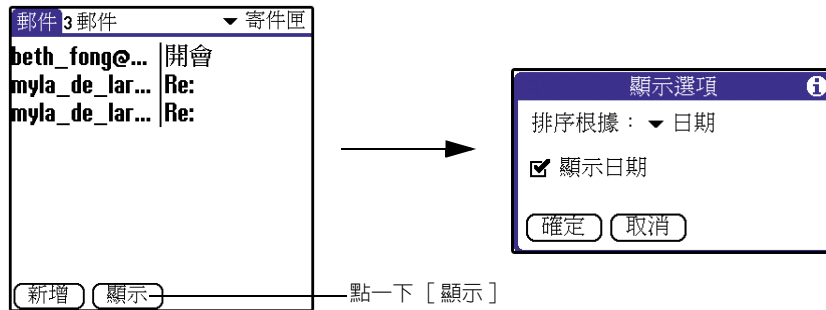 郵件 3 郵件 寄件匣
beth_fong@... 開會
myla_de_lar... Re:
myla_de_lar... Re:
新增 顯示
點一下［顯示］
顯示選項
排序根據： 日期
顯示日期
確定 取消